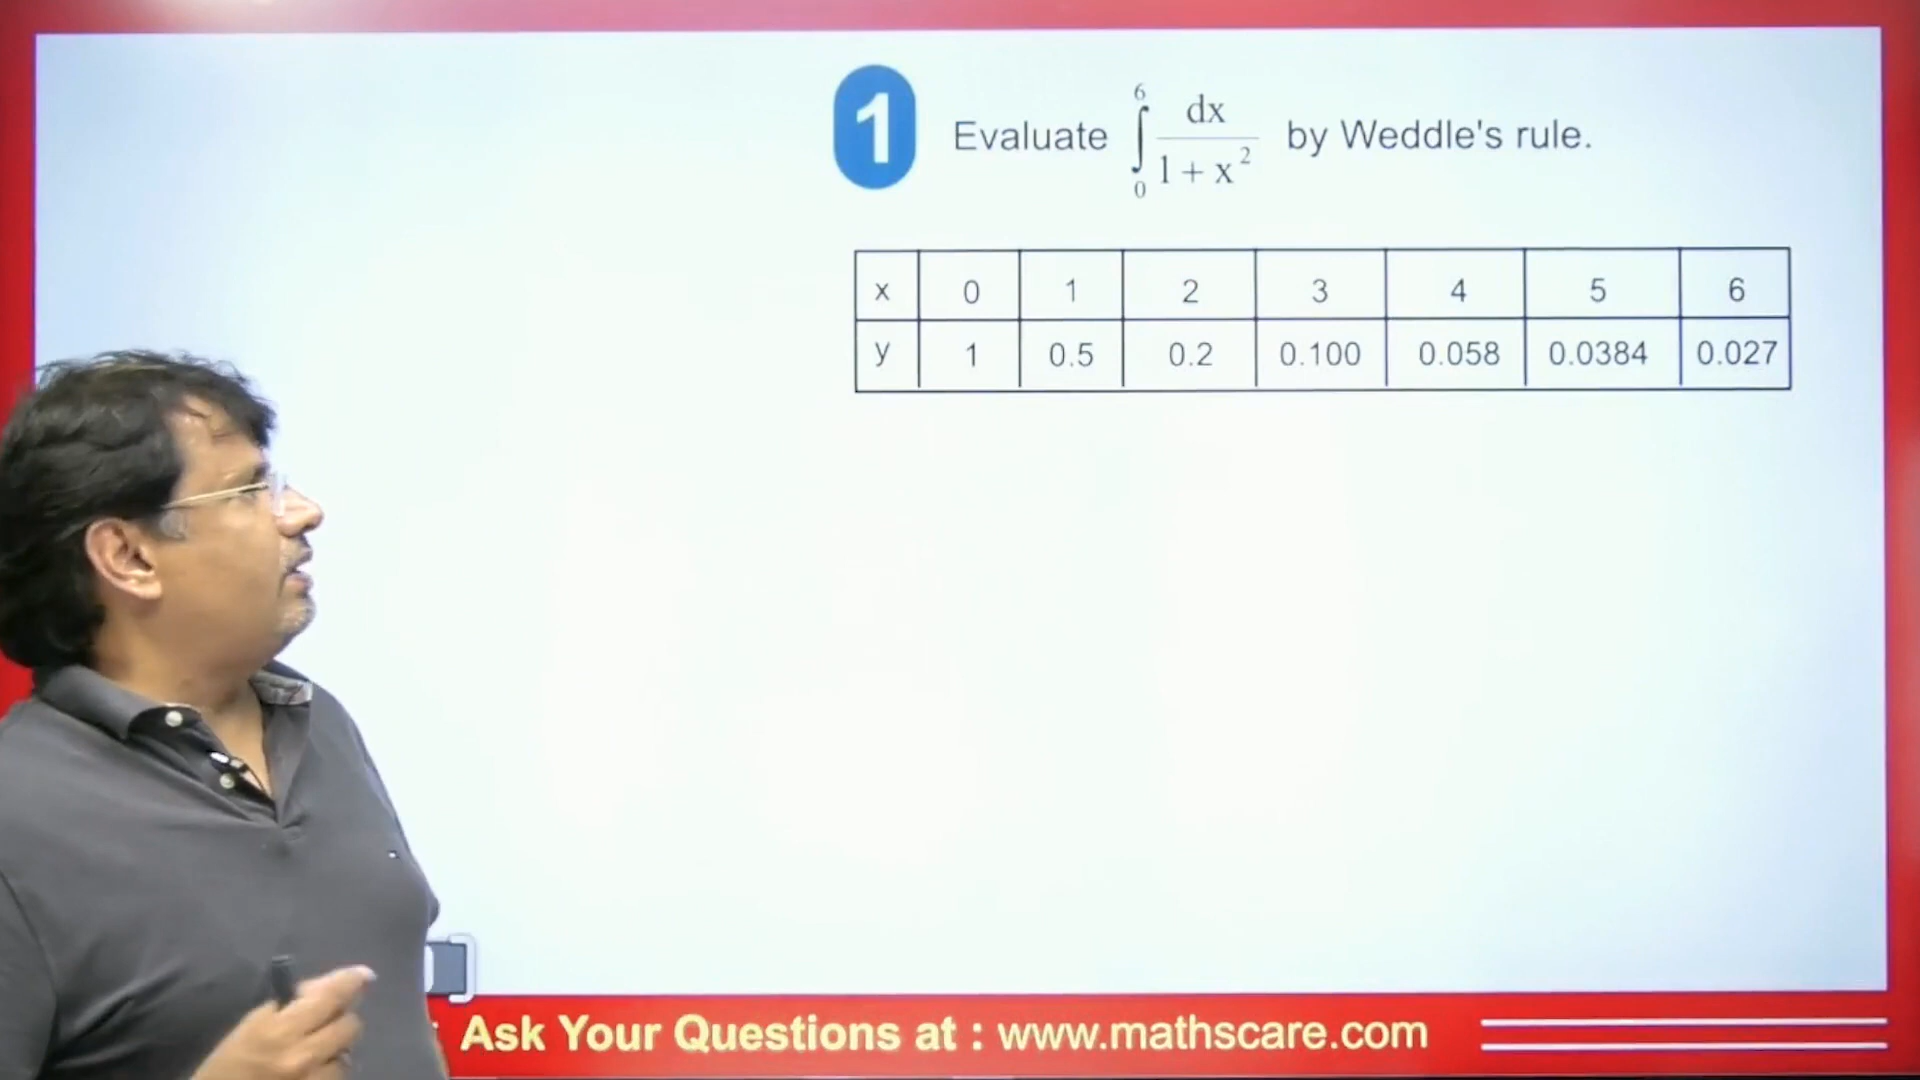 1 Evaluate ∫₀⁶ dx / (1 + x²) by Weddle's rule.
x 0 1 2 3 4 5 6
y 1 0.5 0.2 0.100 0.058 0.0384 0.027
Ask Your Questions at : www.mathscare.com